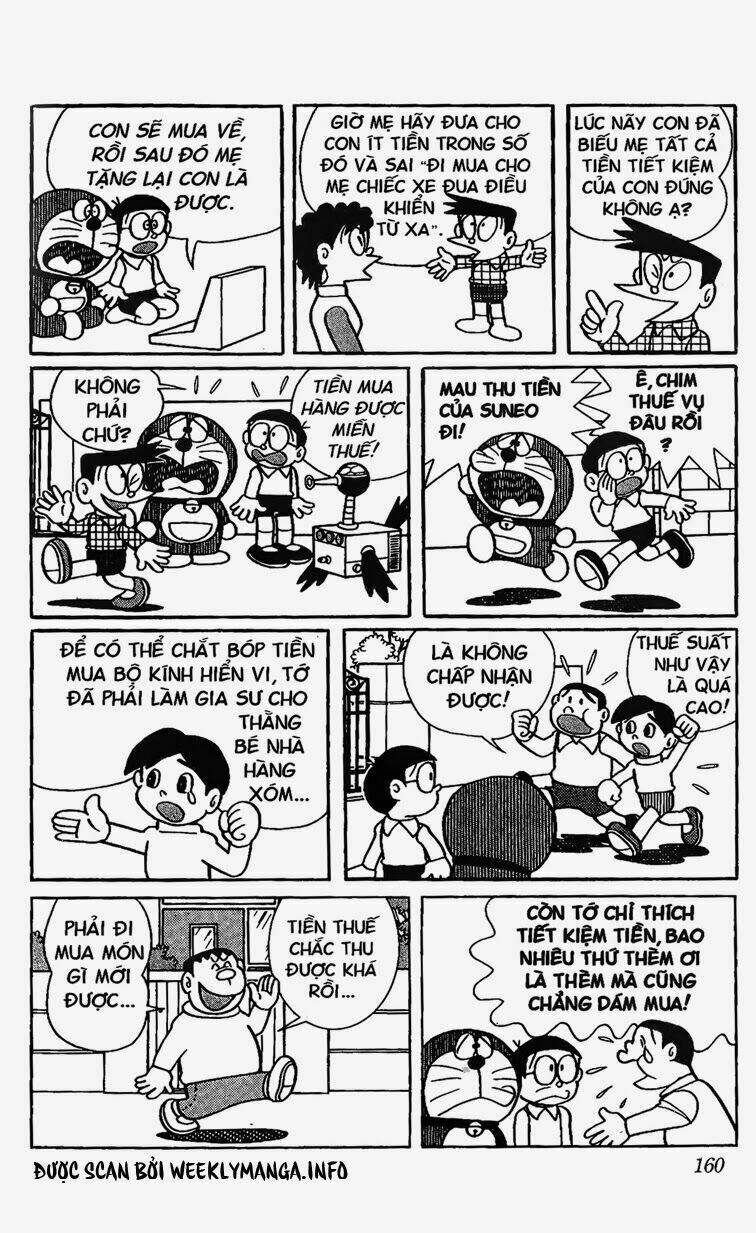 LÚC NÃY CON ĐÃ
BIẾU MẸ TẤT CẢ
TIỀN TIẾT KIỆM
CỦA CON ĐÚNG
KHÔNG Ạ?
GIỜ MẸ HÃY ĐƯA CHO
CON ÍT TIỀN TRONG SỐ
ĐÓ VÀ SAI "ĐI MUA CHO
MẸ CHIẾC XE ĐUA ĐIỀU
KHIỂN
TỪ XA".
CON SẼ MUA VỀ,
RỒI SAU ĐÓ MẸ
TẶNG LẠI CON LÀ
ĐƯỢC.
Ê, CHIM
THUẾ VỤ
ĐÂU RỒI
?
MAU THU TIỀN
CỦA SUNEO
ĐI!
TIỀN MUA
HÀNG ĐƯỢC
MIỄN
THUẾ!
KHÔNG
PHẢI
CHỨ?
THUẾ SUẤT
NHƯ VẬY
LÀ QUÁ
CAO!
LÀ KHÔNG
CHẤP NHẬN
ĐƯỢC!
ĐỂ CÓ THỂ CHẮT BÓP TIỀN
MUA BỘ KÍNH HIỂN VI, TỚ
ĐÃ PHẢI LÀM GIA SƯ CHO
THẰNG
BÉ NHÀ
HÀNG
XÓM...
CÒN TỚ CHỈ THÍCH
TIẾT KIỆM TIỀN, BAO
NHIÊU THỨ THÈM ƠI
LÀ THÈM MÀ CŨNG
CHẲNG DÁM MUA!
TIỀN THUẾ
CHẮC THU
ĐƯỢC KHÁ
RỒI...
PHẢI ĐI
MUA MÓN
GÌ MỚI
ĐƯỢC...
ĐƯỢC SCAN BỞI WEEKLYMANGA.INFO
160